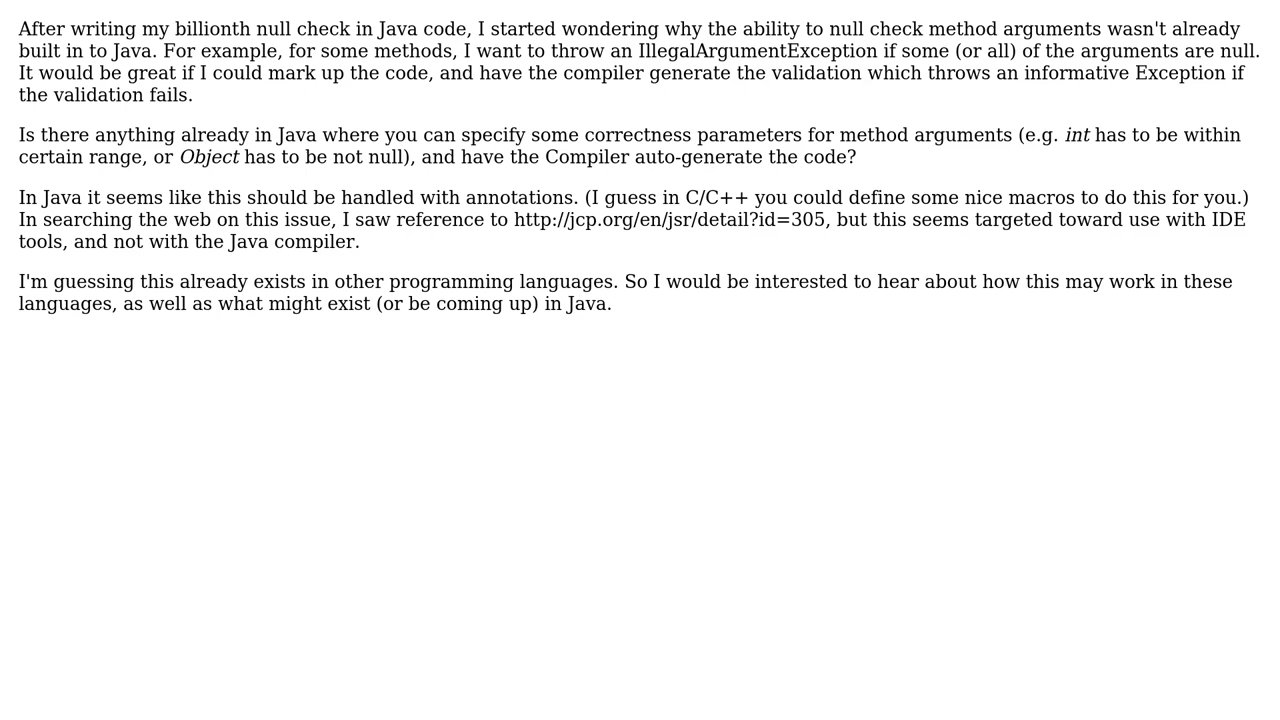 After writing my billionth null check in Java code, I started wondering why the ability to null check method arguments wasn't already
built in to Java. For example, for some methods, I want to throw an IllegalArgumentException if some (or all) of the arguments are null.
It would be great if I could mark up the code, and have the compiler generate the validation which throws an informative Exception if
the validation fails.
Is there anything already in Java where you can specify some correctness parameters for method arguments (e.g. int has to be within
certain range, or Object has to be not null), and have the Compiler auto-generate the code?
In Java it seems like this should be handled with annotations. (I guess in C/C++ you could define some nice macros to do this for you.)
In searching the web on this issue, I saw reference to http://jcp.org/en/jsr/detail?id=305, but this seems targeted toward use with IDE
tools, and not with the Java compiler.
I'm guessing this already exists in other programming languages. So I would be interested to hear about how this may work in these
languages, as well as what might exist (or be coming up) in Java.